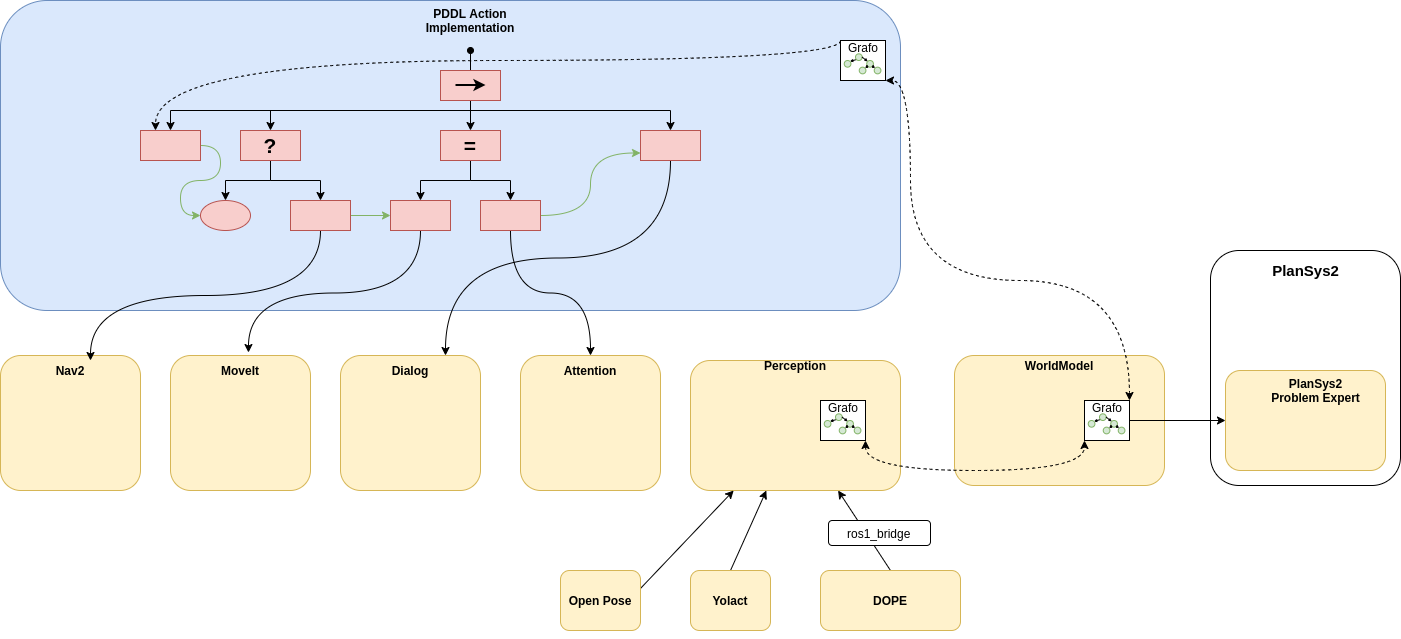 PDDL Action
Implementation
Grafo
?
=
PlanSys2
Nav2
MoveIt
Dialog
Attention
Perception
WorldModel
PlanSys2
Problem Expert
Grafo
Grafo
ros1_bridge
Open Pose
Yolact
DOPE